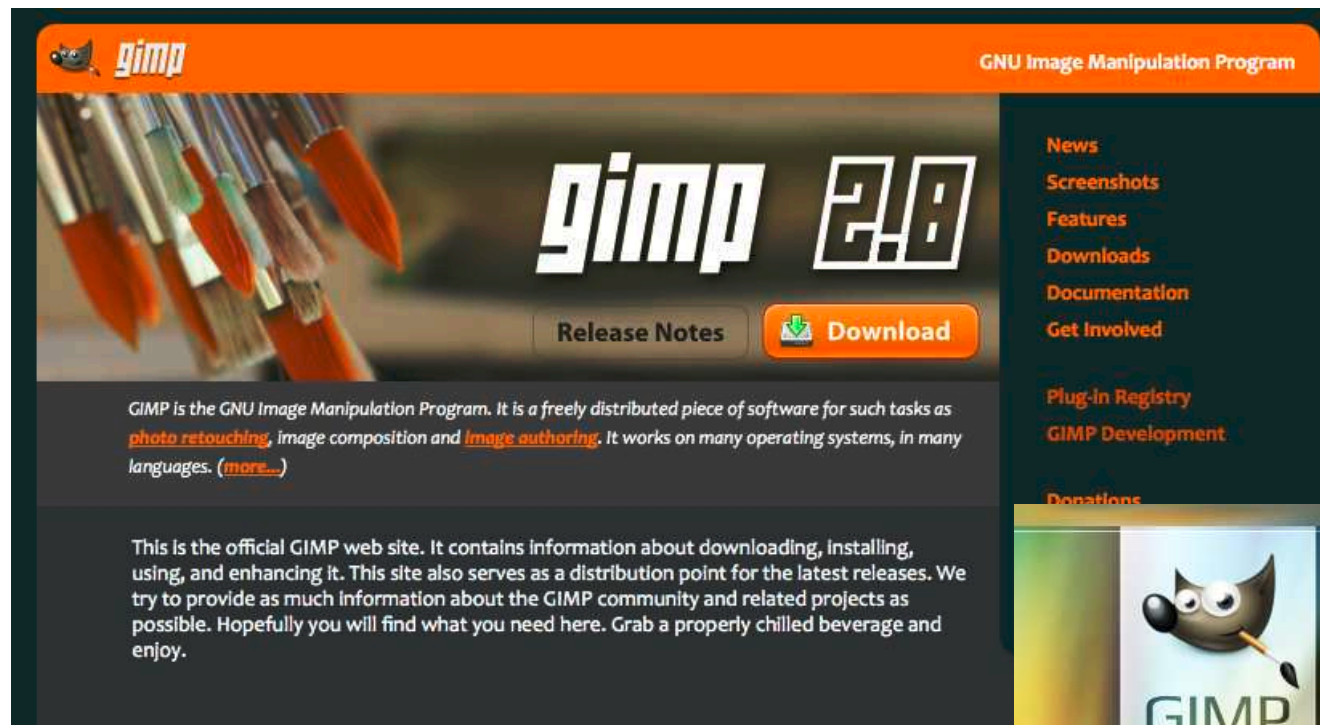 gimp
GNU Image Manipulation Program
gimp 2.8
Release Notes
Download
GIMP is the GNU Image Manipulation Program. It is a freely distributed piece of software for such tasks as
photo retouching, image composition and image authoring. It works on many operating systems, in many
languages. (more...)
This is the official GIMP web site. It contains information about downloading, installing,
using, and enhancing it. This site also serves as a distribution point for the latest releases. We
try to provide as much information about the GIMP community and related projects as
possible. Hopefully you will find what you need here. Grab a properly chilled beverage and
enjoy.
News
Screenshots
Features
Downloads
Documentation
Get Involved
Plug-in Registry
GIMP Development
Donations
GIMP